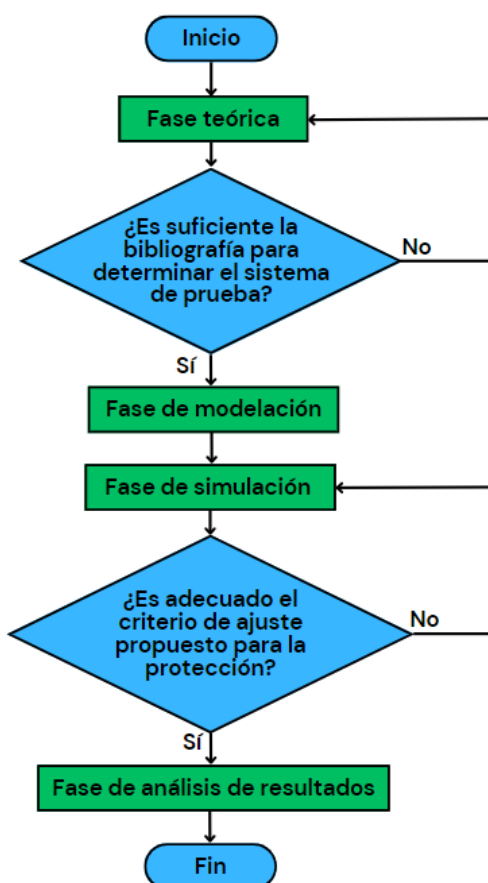 Inicio
Fase teórica
¿Es suficiente la
bibliografía para
determinar el sistema
de prueba?
No
Sí
Fase de modelación
Fase de simulación
¿Es adecuado el
criterio de ajuste
propuesto para la
protección?
No
Sí
Fase de análisis de resultados
Fin